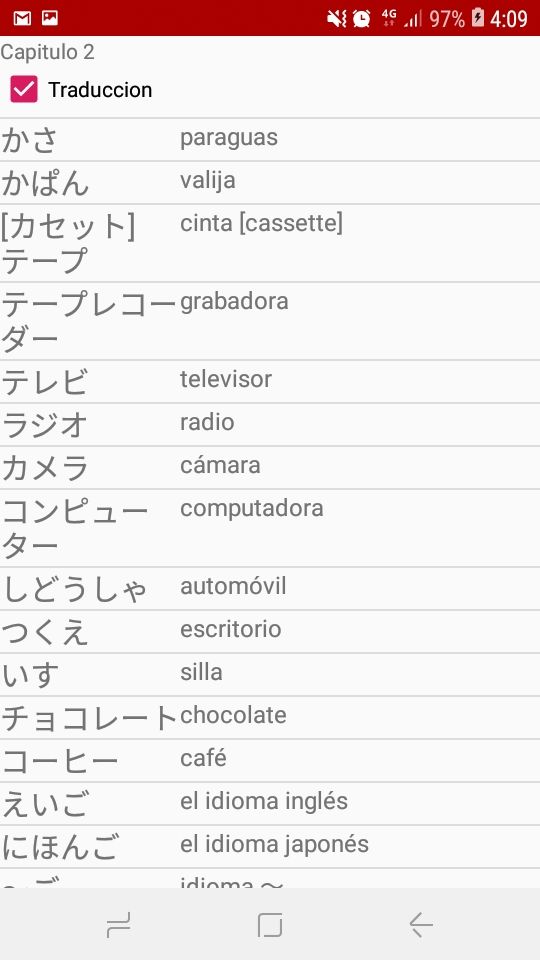 4G 97% 4:09
Capitulo 2
Traduccion
かさ paraguas
かぱん valija
[カセット] cinta [cassette]
テープ
テープレコー grabadora
ダー
テレビ televisor
ラジオ radio
カメラ cámara
コンピュー computadora
ター
しどうしゃ automóvil
つくえ escritorio
いす silla
チョコレート chocolate
コーヒー café
えいご el idioma inglés
にほんご el idioma japonés
～ご idioma ～